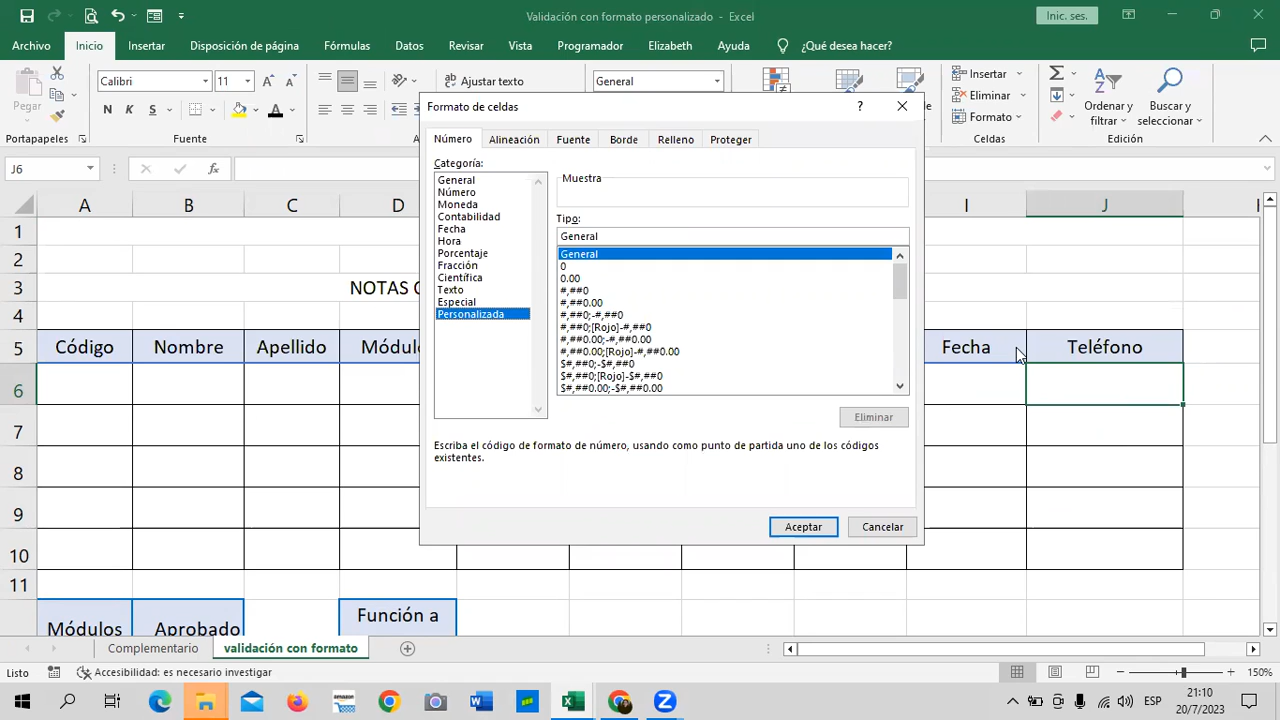 Validación con formato personalizado - Excel
Inic. ses.
Archivo Inicio Insertar Disposición de página Fórmulas Datos Revisar Vista Programador Elizabeth Ayuda ¿Qué desea hacer?
Pegar
Portapapeles
Calibri 11
N K S
Fuente
Ajustar texto
General
Insertar
Eliminar
Formato
Celdas
Ordenar y filtrar
Buscar y seleccionar
Edición
J6
fx
Formato de celdas
Número Alineación Fuente Borde Relleno Proteger
Categoría:
General
Número
Moneda
Contabilidad
Fecha
Hora
Porcentaje
Fracción
Científica
Texto
Especial
Personalizada
Muestra
Tipo:
General
General
0
0.00
#,##0
#,##0.00
#,##0;-#,##0
#,##0;[Rojo]-#,##0
#,##0.00;-#,##0.00
#,##0.00;[Rojo]-#,##0.00
$#,##0;-$#,##0
$#,##0;[Rojo]-$#,##0
$#,##0.00;-$#,##0.00
Eliminar
Escriba el código de formato de número, usando como punto de partida uno de los códigos
existentes.
Aceptar Cancelar
A B C D I J
1
2
3 NOTAS
4
5 Código Nombre Apellido Fecha Teléfono
6
7
8
9
10
11
Módulos Aprobado Función a
Complementario validación con formato
Listo Accesibilidad: es necesario investigar 150%
ESP
21:10
20/7/2023